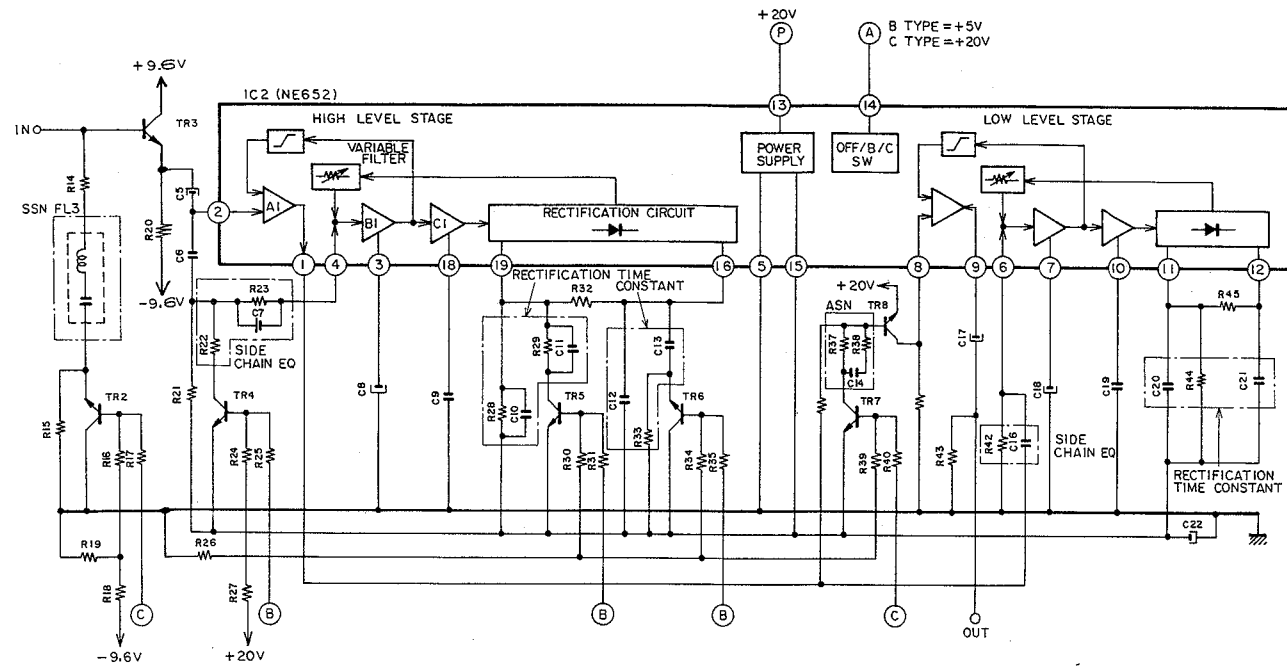 +20V
P
A
B TYPE=+5V
C TYPE=+20V
+9.6V
IC2 (NE652)
13
14
IN
TR3
HIGH LEVEL STAGE
LOW LEVEL STAGE
VARIABLE FILTER
POWER SUPPLY
OFF/B/C SW
R14
C5
2
A1
B1
C1
RECTIFICATION CIRCUIT
SSN FL3
R20
C6
1
4
3
18
19
16
5
15
8
9
6
7
10
11
12
-9.6V
R23
C7
R22
SIDE CHAIN EQ
RECTIFICATION TIME CONSTANT
R32
+20V
TR8
ASN
R45
R29
C11
C13
R37
R38
C14
C17
R21
C8
C9
R28
C10
C12
R33
C18
C19
C20
R44
C21
TR2
TR4
TR5
TR6
TR7
R15
R16
R17
R24
R25
R30
R31
R34
R35
R39
R40
R43
R42
C16
SIDE CHAIN EQ
RECTIFICATION TIME CONSTANT
C22
R19
R26
R18
R27
C
B
B
B
C
OUT
-9.6V
+20V